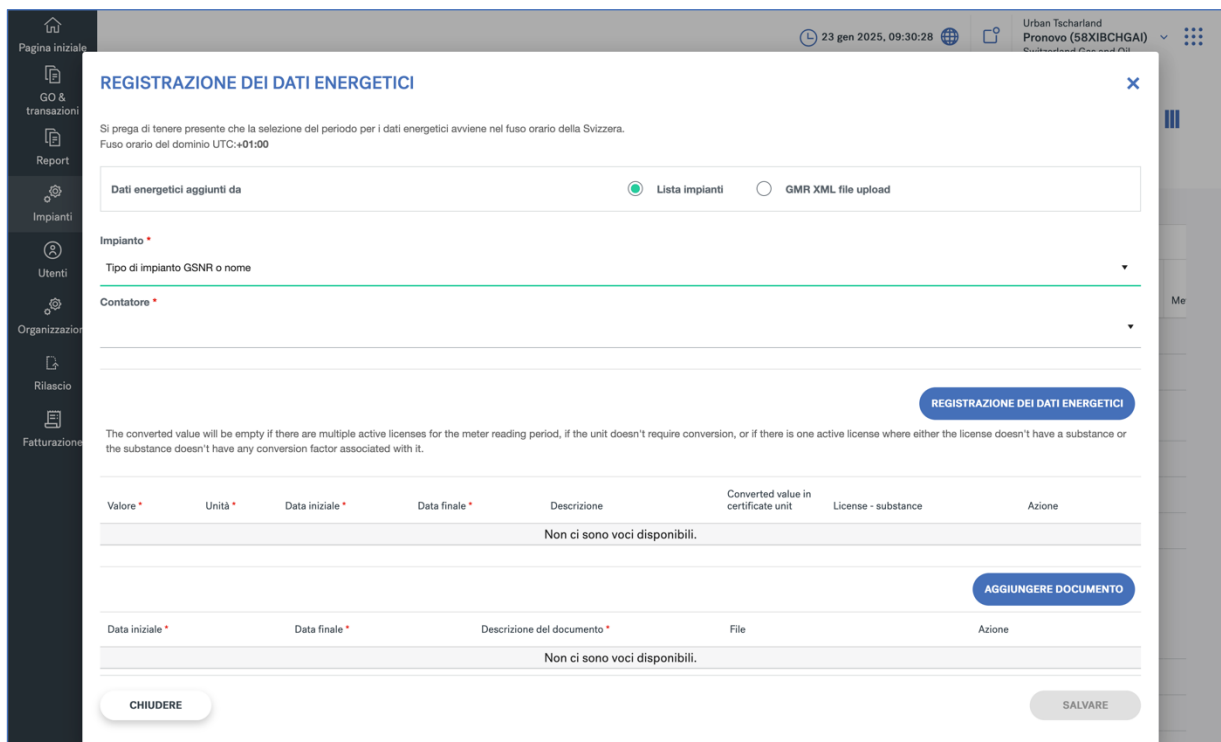 Pagina iniziale
GO &
transazioni
Report
Impianti
Utenti
Organizzazion
Rilascio
Fatturazione
23 gen 2025, 09:30:28
Urban Tscharland
Pronovo (58XIBCHGAI)
Switzerland Gas and Oil
REGISTRAZIONE DEI DATI ENERGETICI
Si prega di tenere presente che la selezione del periodo per i dati energetici avviene nel fuso orario della Svizzera.
Fuso orario del dominio UTC:+01:00
Dati energetici aggiunti da Lista impianti GMR XML file upload
Impianto *
Tipo di impianto GSNR o nome
Contatore *
Me
REGISTRAZIONE DEI DATI ENERGETICI
The converted value will be empty if there are multiple active licenses for the meter reading period, if the unit doesn't require conversion, or if there is one active license where either the license doesn't have a substance or
the substance doesn't have any conversion factor associated with it.
Valore * Unità * Data iniziale * Data finale * Descrizione Converted value in License - substance Azione
certificate unit
Non ci sono voci disponibili.
AGGIUNGERE DOCUMENTO
Data iniziale * Data finale * Descrizione del documento * File Azione
Non ci sono voci disponibili.
CHIUDERE SALVARE